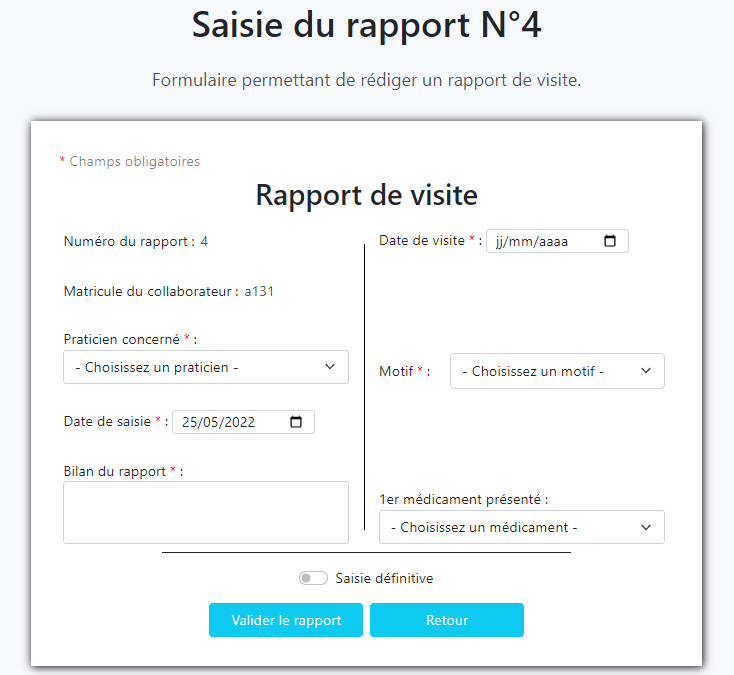 Saisie du rapport N°4
Formulaire permettant de rédiger un rapport de visite.
* Champs obligatoires
Rapport de visite
Numéro du rapport : 4
Matricule du collaborateur : a131
Praticien concerné * :
- Choisissez un praticien -
Date de saisie * : 25/05/2022
Bilan du rapport * :
Date de visite * : jj/mm/aaaa
Motif * : - Choisissez un motif -
1er médicament présenté :
- Choisissez un médicament -
Saisie définitive
Valider le rapport
Retour